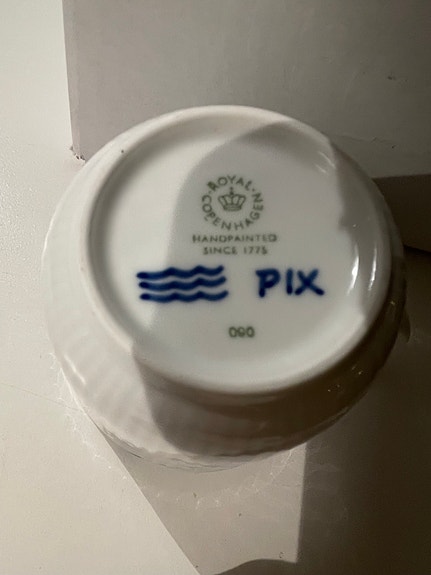 ROYAL
COPENHAGEN
HANDPAINTED
SINCE 1775
PIX
090